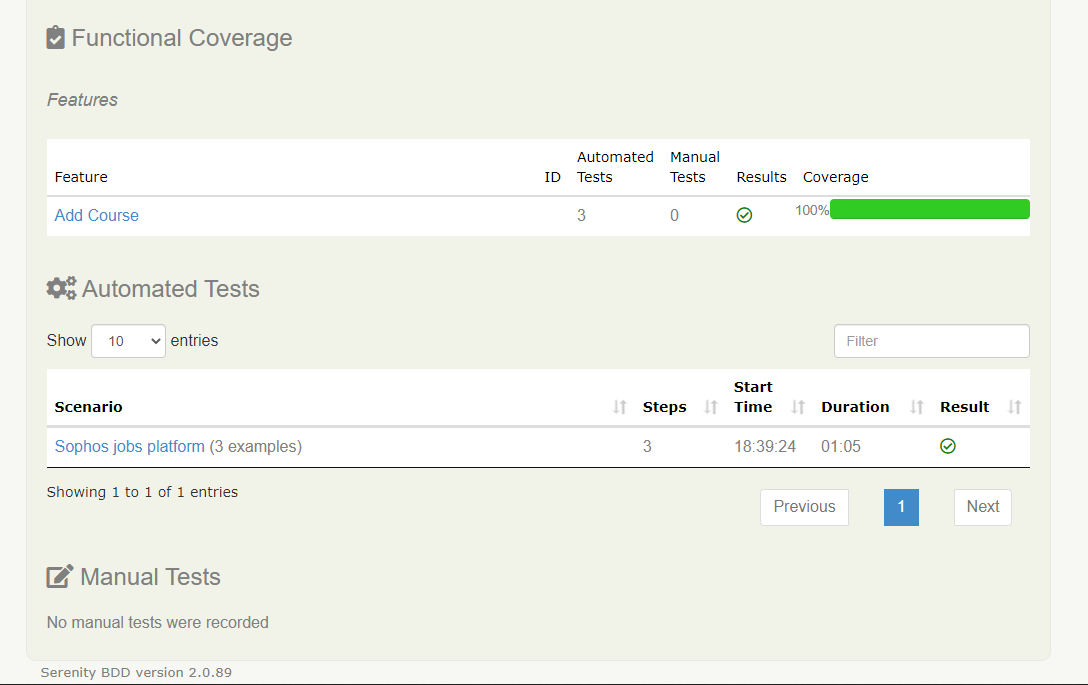 Functional Coverage
Features
Feature ID Automated Tests Manual Tests Results Coverage
Add Course 3 0 100%
Automated Tests
Show 10 entries Filter
Scenario Steps Start Time Duration Result
Sophos jobs platform (3 examples) 3 18:39:24 01:05
Showing 1 to 1 of 1 entries
Previous 1 Next
Manual Tests
No manual tests were recorded
Serenity BDD version 2.0.89